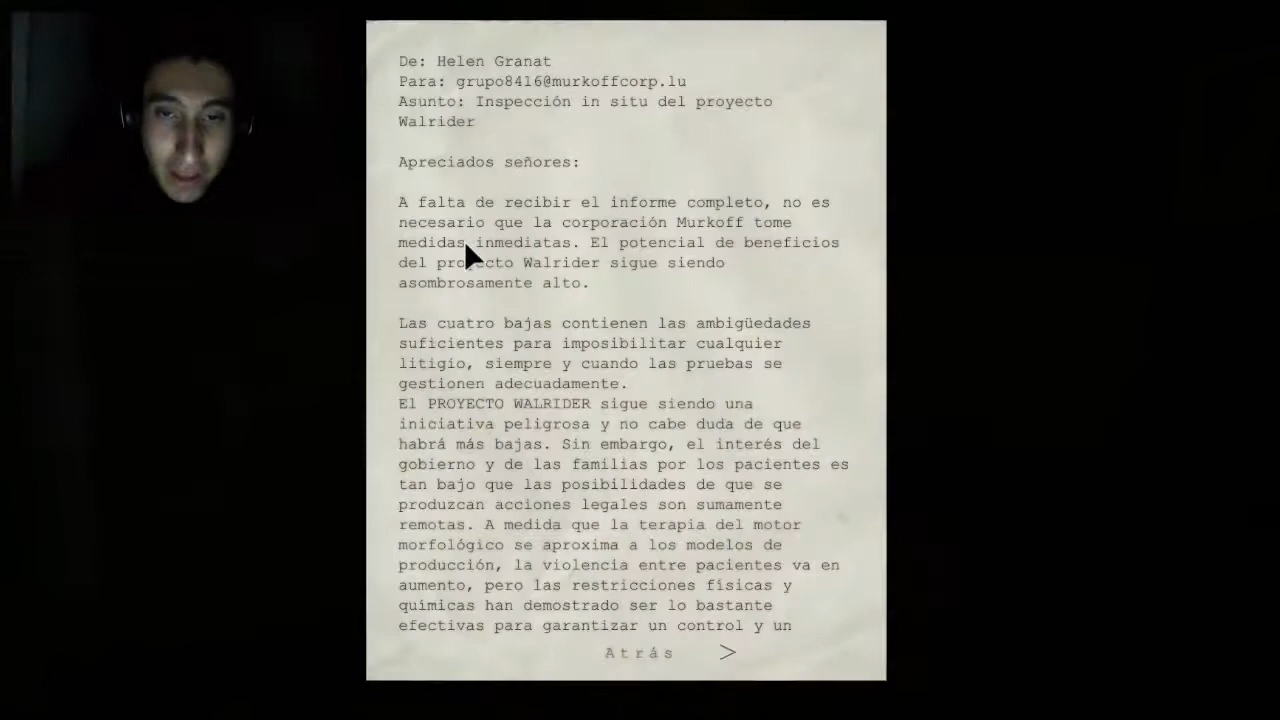 De: Helen Granat
Para: grupo8416@murkoffcorp.lu
Asunto: Inspección in situ del proyecto
Walrider
Apreciados señores:
A falta de recibir el informe completo, no es
necesario que la corporación Murkoff tome
medidas inmediatas. El potencial de beneficios
del proyecto Walrider sigue siendo
asombrosamente alto.
Las cuatro bajas contienen las ambigüedades
suficientes para imposibilitar cualquier
litigio, siempre y cuando las pruebas se
gestionen adecuadamente.
El PROYECTO WALRIDER sigue siendo una
iniciativa peligrosa y no cabe duda de que
habrá más bajas. Sin embargo, el interés del
gobierno y de las familias por los pacientes es
tan bajo que las posibilidades de que se
produzcan acciones legales son sumamente
remotas. A medida que la terapia del motor
morfológico se aproxima a los modelos de
producción, la violencia entre pacientes va en
aumento, pero las restricciones físicas y
químicas han demostrado ser lo bastante
efectivas para garantizar un control y un
Atrás >